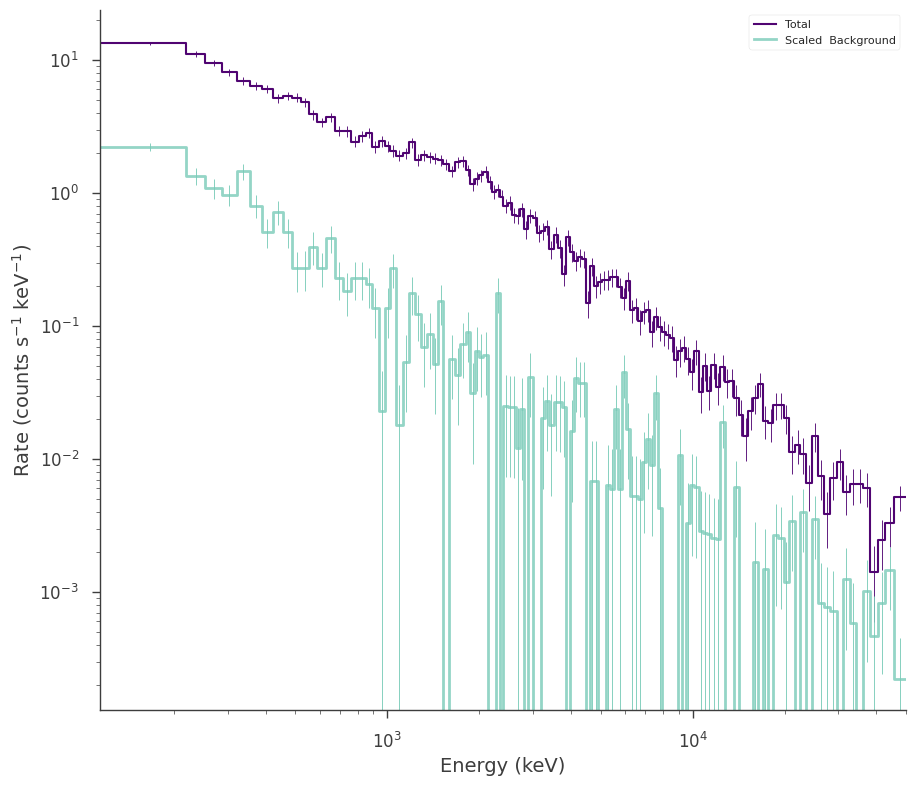 Total
Scaled  Background
10¹
10⁰
10⁻¹
10⁻²
10⁻³
Rate (counts s⁻¹ keV⁻¹)
10³
10⁴
Energy (keV)